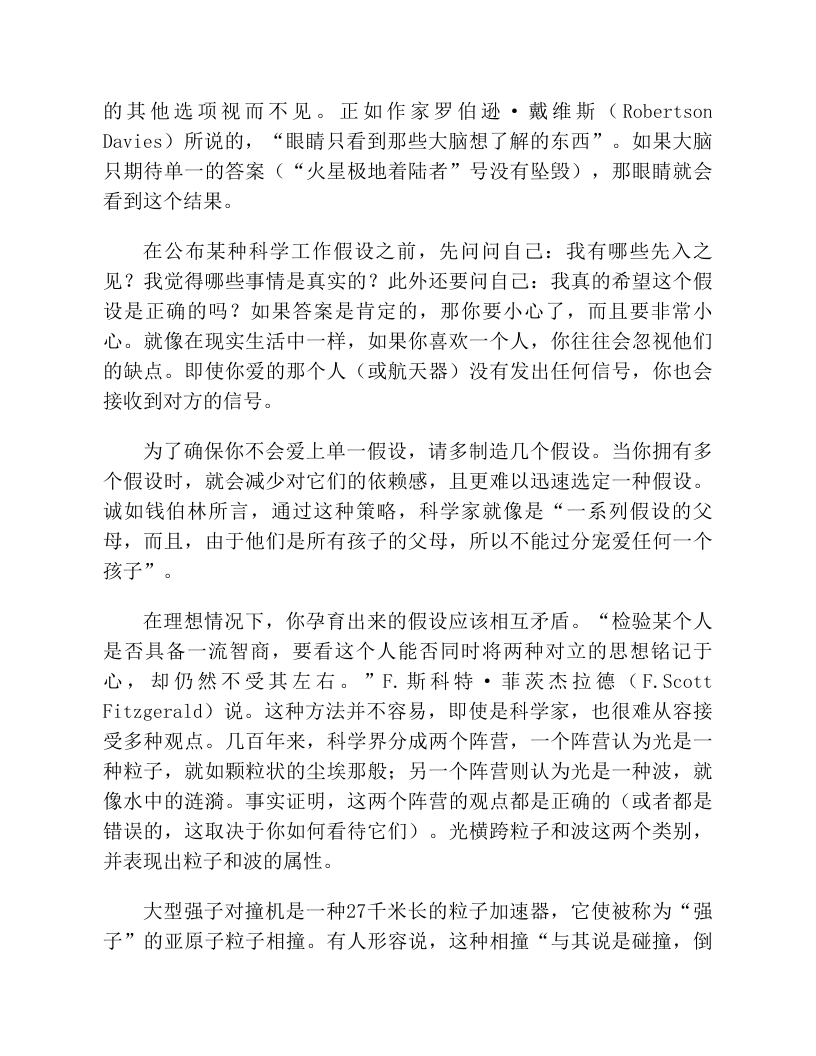 的其他选项视而不见。正如作家罗伯逊·戴维斯（Robertson
Davies）所说的，“眼睛只看到那些大脑想了解的东西”。如果大脑
只期待单一的答案（“火星极地着陆者”号没有坠毁），那眼睛就会
看到这个结果。
在公布某种科学工作假设之前，先问问自己：我有哪些先入之
见？我觉得哪些事情是真实的？此外还要问自己：我真的希望这个假
设是正确的吗？如果答案是肯定的，那你要小心了，而且要非常小
心。就像在现实生活中一样，如果你喜欢一个人，你往往会忽视他们
的缺点。即使你爱的那个人（或航天器）没有发出任何信号，你也会
接收到对方的信号。
为了确保你不会爱上单一假设，请多制造几个假设。当你拥有多
个假设时，就会减少对它们的依赖感，且更难以迅速选定一种假设。
诚如钱伯林所言，通过这种策略，科学家就像是“一系列假设的父
母，而且，由于他们是所有孩子的父母，所以不能过分宠爱任何一个
孩子”。
在理想情况下，你孕育出来的假设应该相互矛盾。“检验某个人
是否具备一流智商，要看这个人能否同时将两种对立的思想铭记于
心，却仍然不受其左右。”F.斯科特·菲茨杰拉德（F.Scott
Fitzgerald）说。这种方法并不容易，即使是科学家，也很难从容接
受多种观点。几百年来，科学界分成两个阵营，一个阵营认为光是一
种粒子，就如颗粒状的尘埃那般；另一个阵营则认为光是一种波，就
像水中的涟漪。事实证明，这两个阵营的观点都是正确的（或者都是
错误的，这取决于你如何看待它们）。光横跨粒子和波这两个类别，
并表现出粒子和波的属性。
大型强子对撞机是一种27千米长的粒子加速器，它使被称为“强
子”的亚原子粒子相撞。有人形容说，这种相撞“与其说是碰撞，倒